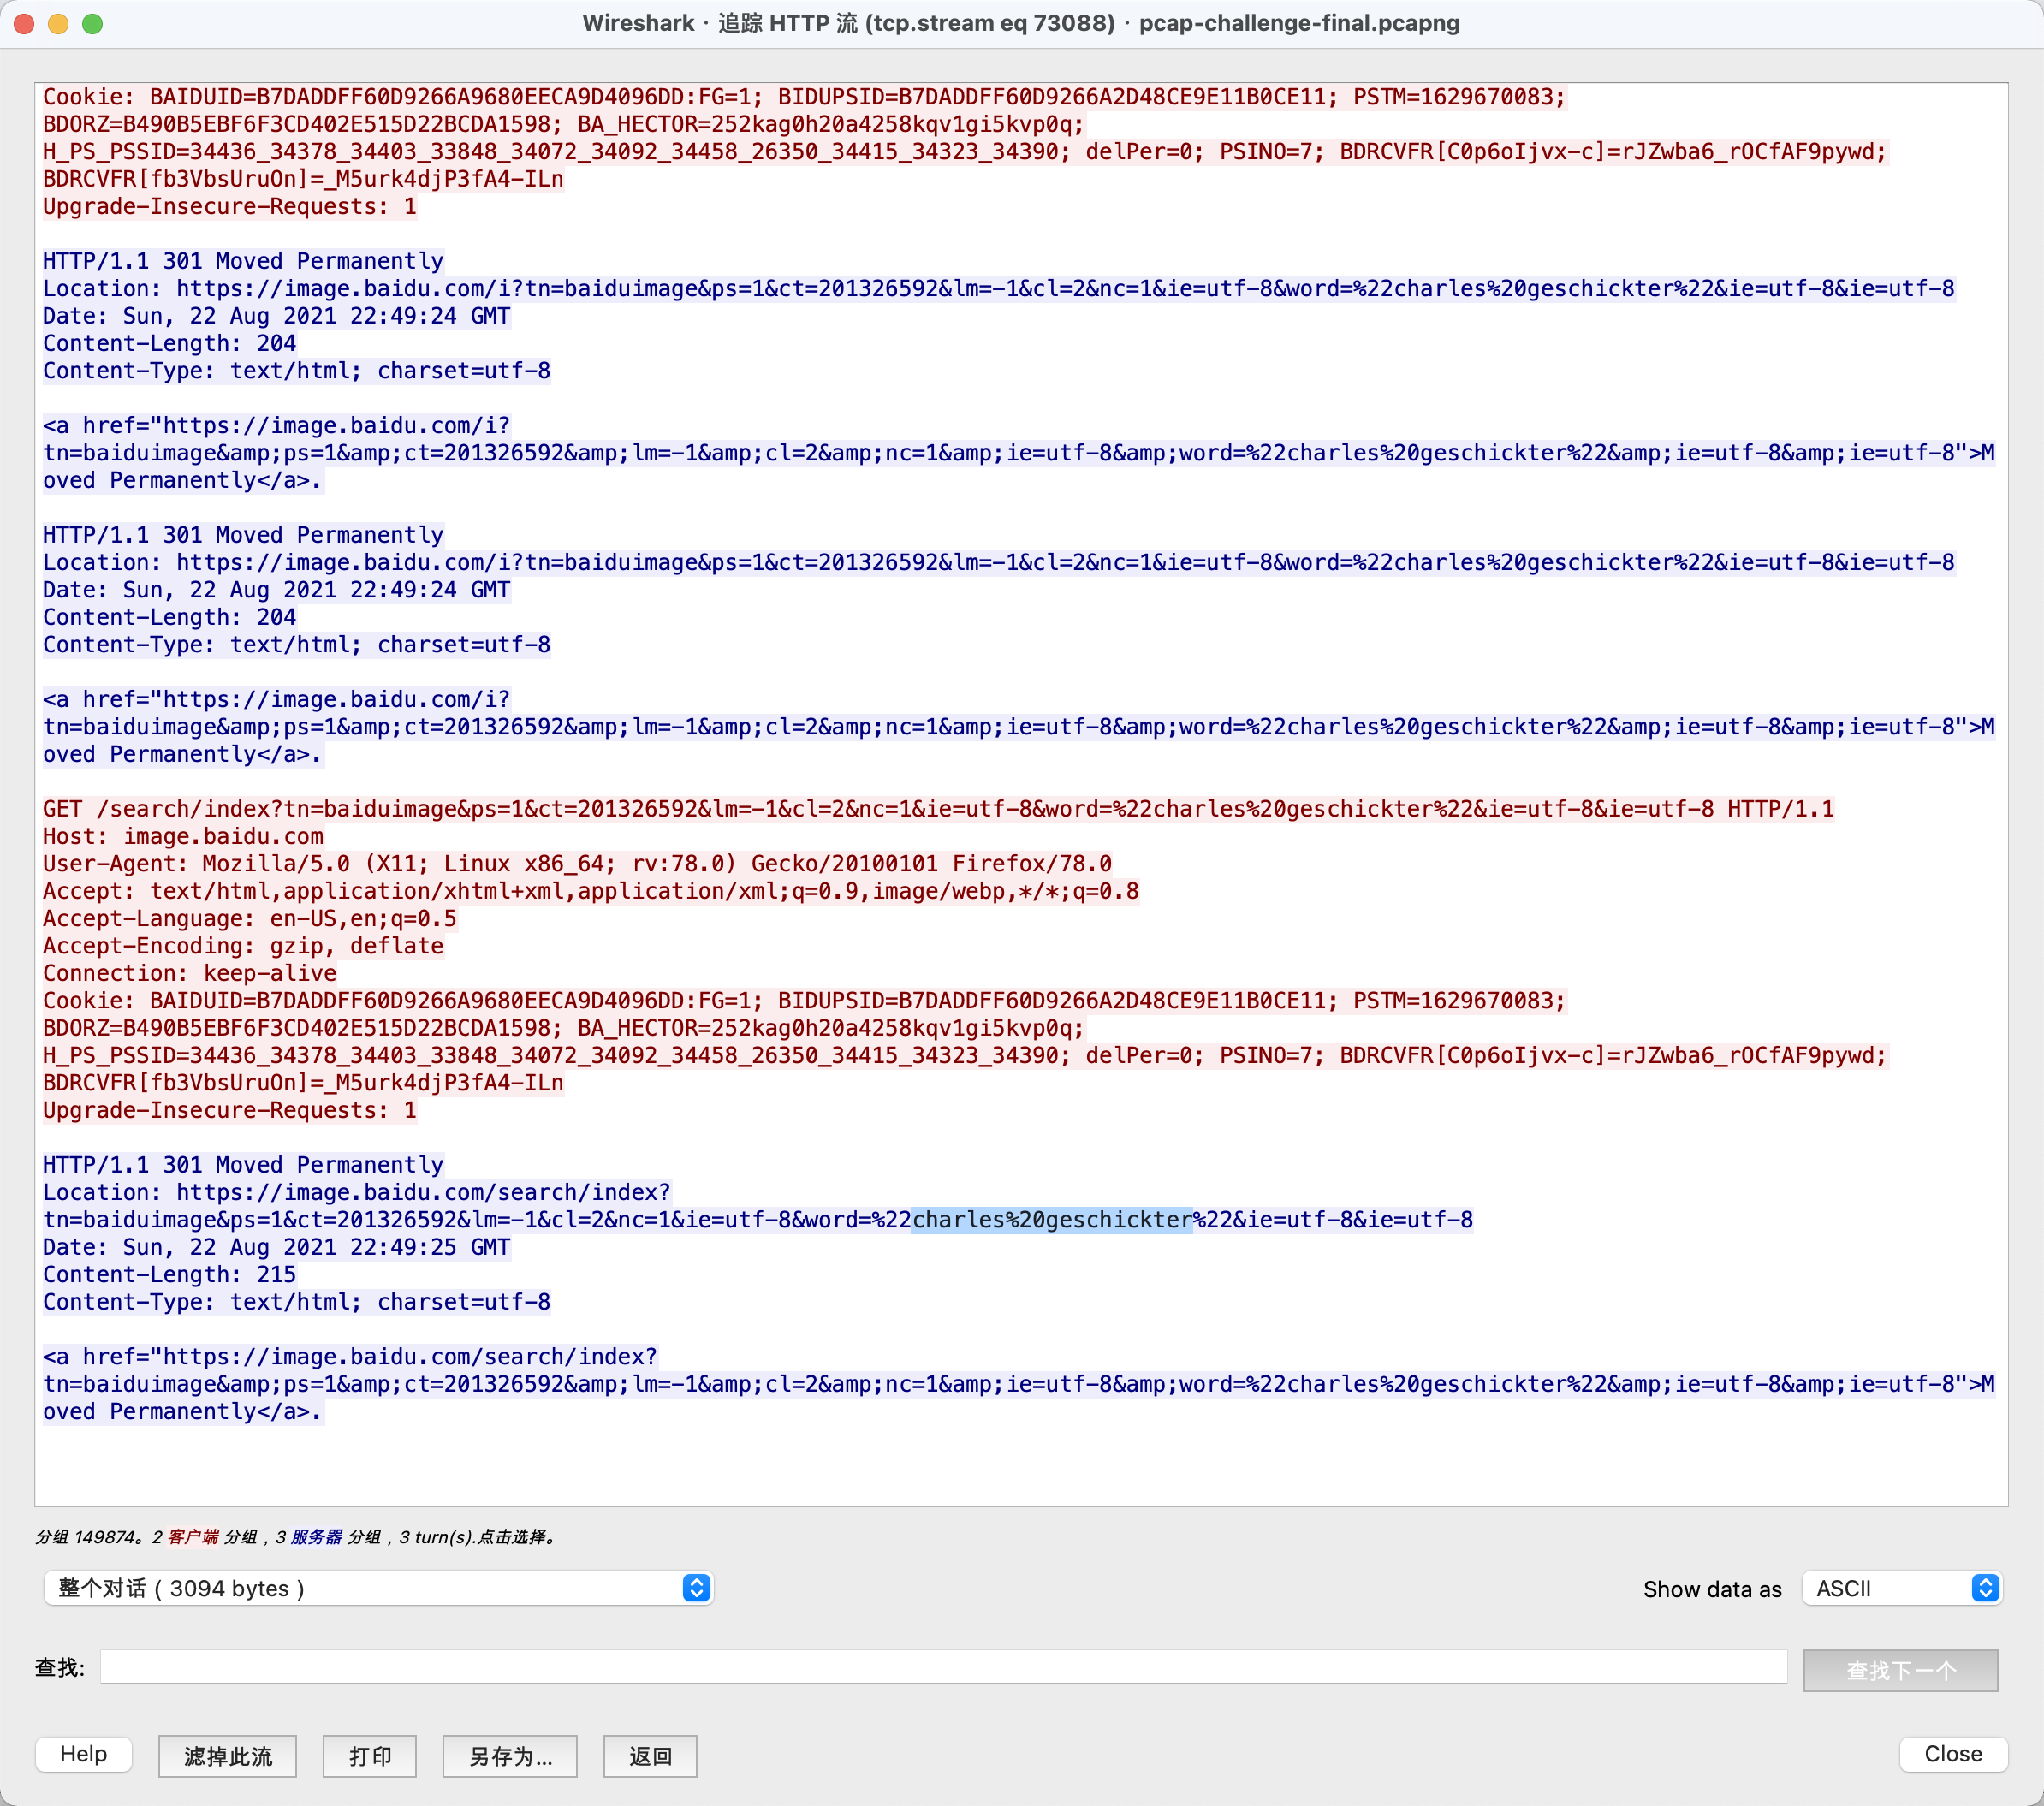 Wireshark · 追踪 HTTP 流 (tcp.stream eq 73088) · pcap-challenge-final.pcapng
Cookie: BAIDUID=B7DADDFF60D9266A9680EECA9D4096DD:FG=1; BIDUPSID=B7DADDFF60D9266A2D48CE9E11B0CE11; PSTM=1629670083;
BDORZ=B490B5EBF6F3CD402E515D22BCDA1598; BA_HECTOR=252kag0h20a4258kqv1gi5kvp0q;
H_PS_PSSID=34436_34378_34403_33848_34072_34092_34458_26350_34415_34323_34390; delPer=0; PSINO=7; BDRCVFR[C0p6oIjvx-c]=rJZwba6_rOCfAF9pywd;
BDRCVFR[fb3VbsUruOn]=_M5urk4djP3fA4-ILn
Upgrade-Insecure-Requests: 1
HTTP/1.1 301 Moved Permanently
Location: https://image.baidu.com/i?tn=baiduimage&ps=1&ct=201326592&lm=-1&cl=2&nc=1&ie=utf-8&word=%22charles%20geschickter%22&ie=utf-8&ie=utf-8
Date: Sun, 22 Aug 2021 22:49:24 GMT
Content-Length: 204
Content-Type: text/html; charset=utf-8
<a href="https://image.baidu.com/i?
tn=baiduimage&amp;ps=1&amp;ct=201326592&amp;lm=-1&amp;cl=2&amp;nc=1&amp;ie=utf-8&amp;word=%22charles%20geschickter%22&amp;ie=utf-8&amp;ie=utf-8">M
oved Permanently</a>.
HTTP/1.1 301 Moved Permanently
Location: https://image.baidu.com/i?tn=baiduimage&ps=1&ct=201326592&lm=-1&cl=2&nc=1&ie=utf-8&word=%22charles%20geschickter%22&ie=utf-8&ie=utf-8
Date: Sun, 22 Aug 2021 22:49:24 GMT
Content-Length: 204
Content-Type: text/html; charset=utf-8
<a href="https://image.baidu.com/i?
tn=baiduimage&amp;ps=1&amp;ct=201326592&amp;lm=-1&amp;cl=2&amp;nc=1&amp;ie=utf-8&amp;word=%22charles%20geschickter%22&amp;ie=utf-8&amp;ie=utf-8">M
oved Permanently</a>.
GET /search/index?tn=baiduimage&ps=1&ct=201326592&lm=-1&cl=2&nc=1&ie=utf-8&word=%22charles%20geschickter%22&ie=utf-8&ie=utf-8 HTTP/1.1
Host: image.baidu.com
User-Agent: Mozilla/5.0 (X11; Linux x86_64; rv:78.0) Gecko/20100101 Firefox/78.0
Accept: text/html,application/xhtml+xml,application/xml;q=0.9,image/webp,*/*;q=0.8
Accept-Language: en-US,en;q=0.5
Accept-Encoding: gzip, deflate
Connection: keep-alive
Cookie: BAIDUID=B7DADDFF60D9266A9680EECA9D4096DD:FG=1; BIDUPSID=B7DADDFF60D9266A2D48CE9E11B0CE11; PSTM=1629670083;
BDORZ=B490B5EBF6F3CD402E515D22BCDA1598; BA_HECTOR=252kag0h20a4258kqv1gi5kvp0q;
H_PS_PSSID=34436_34378_34403_33848_34072_34092_34458_26350_34415_34323_34390; delPer=0; PSINO=7; BDRCVFR[C0p6oIjvx-c]=rJZwba6_rOCfAF9pywd;
BDRCVFR[fb3VbsUruOn]=_M5urk4djP3fA4-ILn
Upgrade-Insecure-Requests: 1
HTTP/1.1 301 Moved Permanently
Location: https://image.baidu.com/search/index?
tn=baiduimage&ps=1&ct=201326592&lm=-1&cl=2&nc=1&ie=utf-8&word=%22charles%20geschickter%22&ie=utf-8&ie=utf-8
Date: Sun, 22 Aug 2021 22:49:25 GMT
Content-Length: 215
Content-Type: text/html; charset=utf-8
<a href="https://image.baidu.com/search/index?
tn=baiduimage&amp;ps=1&amp;ct=201326592&amp;lm=-1&amp;cl=2&amp;nc=1&amp;ie=utf-8&amp;word=%22charles%20geschickter%22&amp;ie=utf-8&amp;ie=utf-8">M
oved Permanently</a>.
分组 149874。2 客户端 分组，3 服务器 分组，3 turn(s).点击选择。
整个对话（3094 bytes） Show data as ASCII
查找: 查找下一个
Help 滤掉此流 打印 另存为... 返回 Close